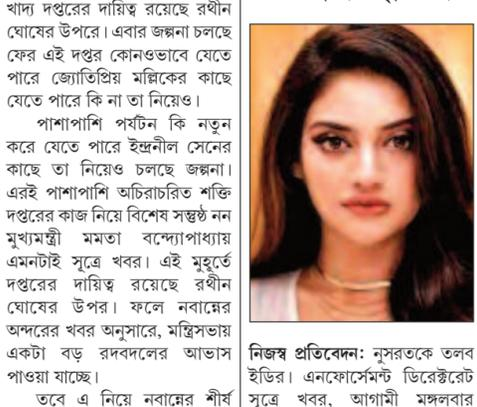 খাদ্য দপ্তরের দায়িত্ব রয়েছে রথীন
ঘোষের উপরে। এবার জল্পনা চলছে
ফের এই দপ্তর কোনওভাবে যেতে
পারে জ্যোতিপ্রিয় মল্লিকের কাছে
যেতে পারে কি না তা নিয়েও।
পাশাপাশি পর্যটন কি নতুন
করে যেতে পারে ইন্দ্রনীল সেনের
কাছে তা নিয়েও চলছে জল্পনা।
এরই পাশাপাশি অচিরাচরিত শক্তি
দপ্তরের কাজ নিয়ে বিশেষ সন্তুষ্ঠ নন
মুখ্যমন্ত্রী মমতা বন্দ্যোপাধ্যায়
এমনটাই সূত্রে খবর। এই মুহূর্তে
দপ্তরের দায়িত্ব রয়েছে রথীন
ঘোষের উপর। ফলে নবান্নের
অন্দরের খবর অনুসারে, মন্ত্রিসভায়
একটা বড় রদবদলের আভাস
পাওয়া যাচ্ছে।
তবে এ নিয়ে নবান্নের শীর্ষ
নিজস্ব প্রতিবেদন: নুসরতকে তলব
ইডির। এনফোর্সমেন্ট ডিরেক্টরেট
সূত্রে খবর, আগামী মঙ্গলবার